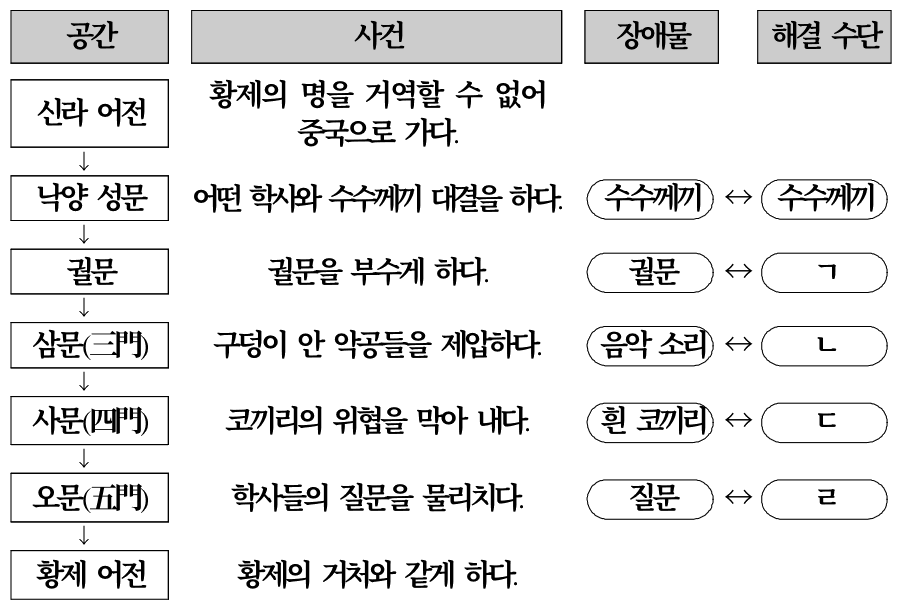 공간 사건 장애물 해결 수단
신라 어전 황제의 명을 거역할 수 없어
중국으로 가다.
↓
낙양 성문 어떤 학사와 수수께끼 대결을 하다. 수수께끼 ↔ 수수께끼
↓
궐문 궐문을 부수게 하다. 궐문 ↔ ㄱ
↓
삼문(三門) 구덩이 안 악공들을 제압하다. 음악 소리 ↔ ㄴ
↓
사문(四門) 코끼리의 위협을 막아 내다. 흰 코끼리 ↔ ㄷ
↓
오문(五門) 학사들의 질문을 물리치다. 질문 ↔ ㄹ
↓
황제 어전 황제의 거처와 같게 하다.